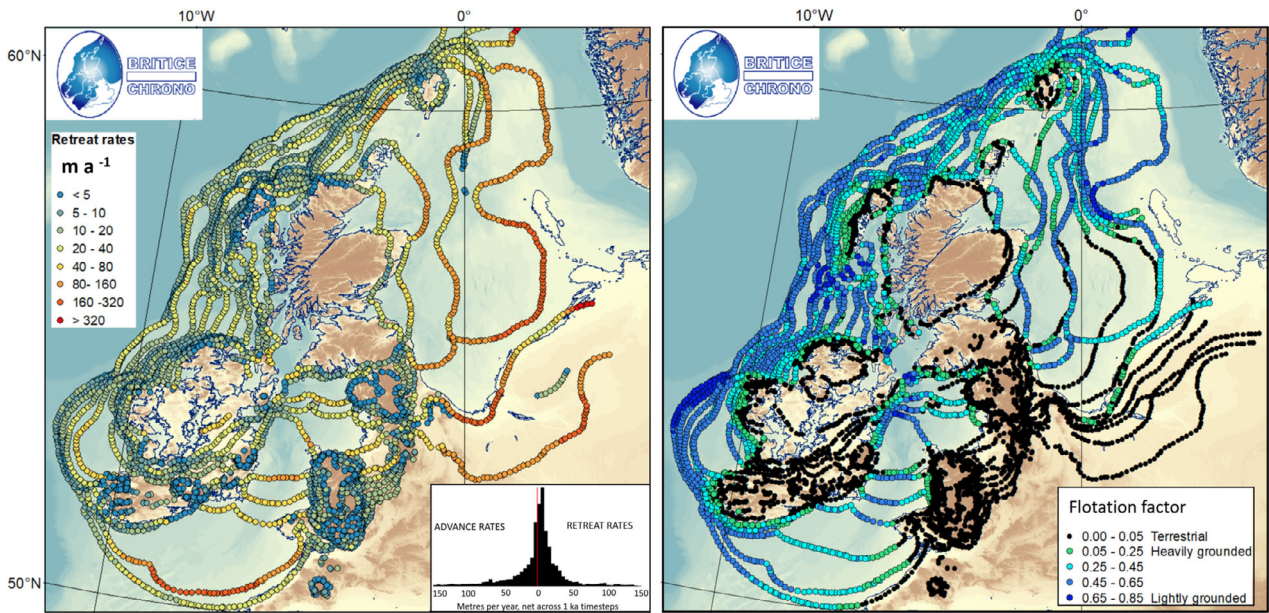 10°W
0°
10°W
0°
60°N
BRITICE
CHRONO
Retreat rates
m a⁻¹
< 5
5 - 10
10 - 20
20 - 40
40 - 80
80- 160
160 -320
> 320
50°N
ADVANCE RATES
RETREAT RATES
150 100 50 0 50 100 150
Metres per year, net across 1 ka timesteps
60°N
BRITICE
CHRONO
50°N
Flotation factor
0.00 - 0.05 Terrestrial
0.05 - 0.25 Heavily grounded
0.25 - 0.45
0.45 - 0.65
0.65 - 0.85 Lightly grounded